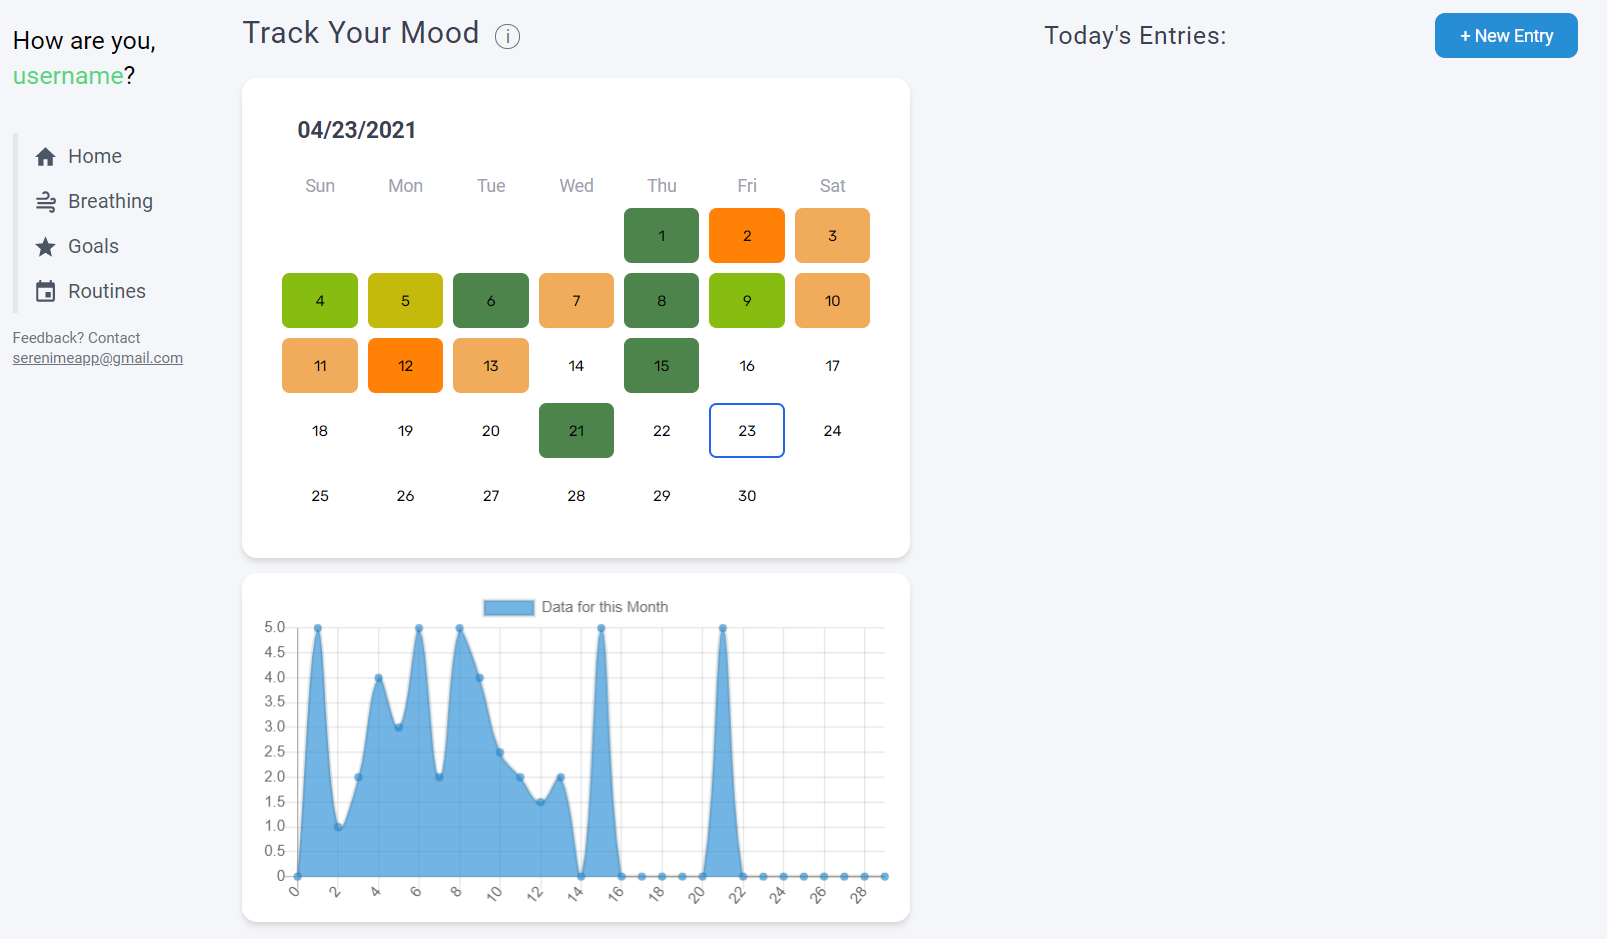 How are you,
username?
Home
Breathing
Goals
Routines
Feedback? Contact
serenimeapp@gmail.com
Track Your Mood i
04/23/2021
Sun Mon Tue Wed Thu Fri Sat
1 2 3
4 5 6 7 8 9 10
11 12 13 14 15 16 17
18 19 20 21 22 23 24
25 26 27 28 29 30
Data for this Month
5.0
4.5
4.0
3.5
3.0
2.5
2.0
1.5
1.0
0.5
0
0 2 4 6 8 10 12 14 16 18 20 22 24 26 28
Today's Entries:
+ New Entry